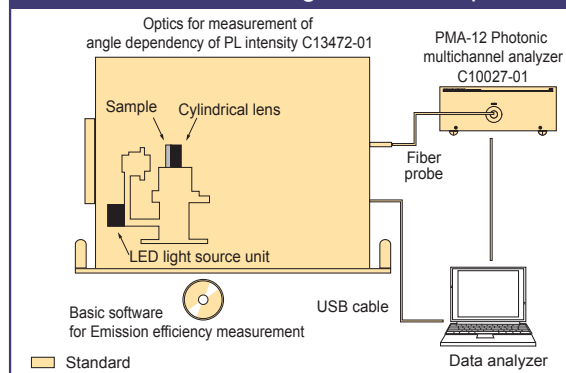 Optics for measurement of
angle dependency of PL intensity C13472-01
PMA-12 Photonic
multichannel analyzer
C10027-01
Sample
Cylindrical lens
Fiber
probe
LED light source unit
Basic software
for Emission efficiency measurement
USB cable
Standard
Data analyzer